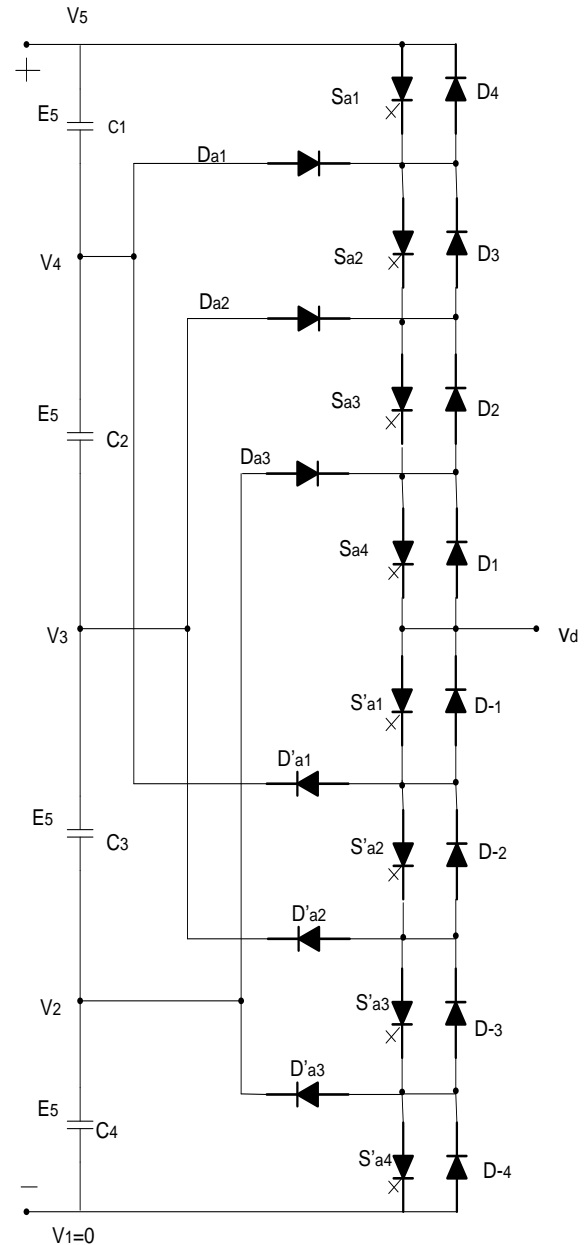 V5
+
Sa1
D4
E5
C1
Da1
V4
Sa2
D3
Da2
E5
C2
Sa3
D2
Da3
Sa4
D1
V3
Vd
S'a1
D-1
D'a1
E5
C3
S'a2
D-2
D'a2
V2
S'a3
D-3
D'a3
E5
C4
S'a4
D-4
−
V1=0